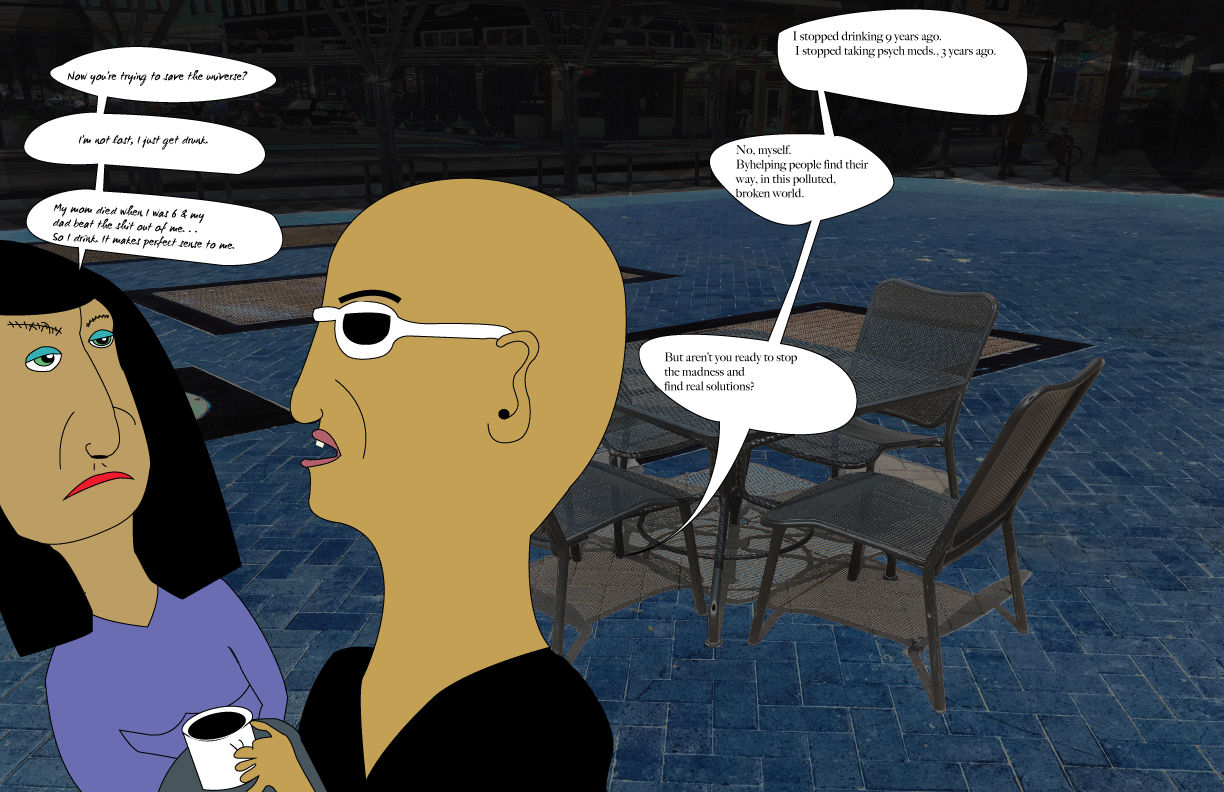 I stopped drinking 9 years ago.
I stopped taking psych meds., 3 years ago.
Now you're trying to save the universe?
No, myself.
Byhelping people find their
way, in this polluted,
broken world.
I'm not lost, I just get drunk.
But aren't you ready to stop
the madness and
find real solutions?
My mom died when I was 6 & my
dad beat the shit out of me. . .
So I drink. It makes perfect sense to me.